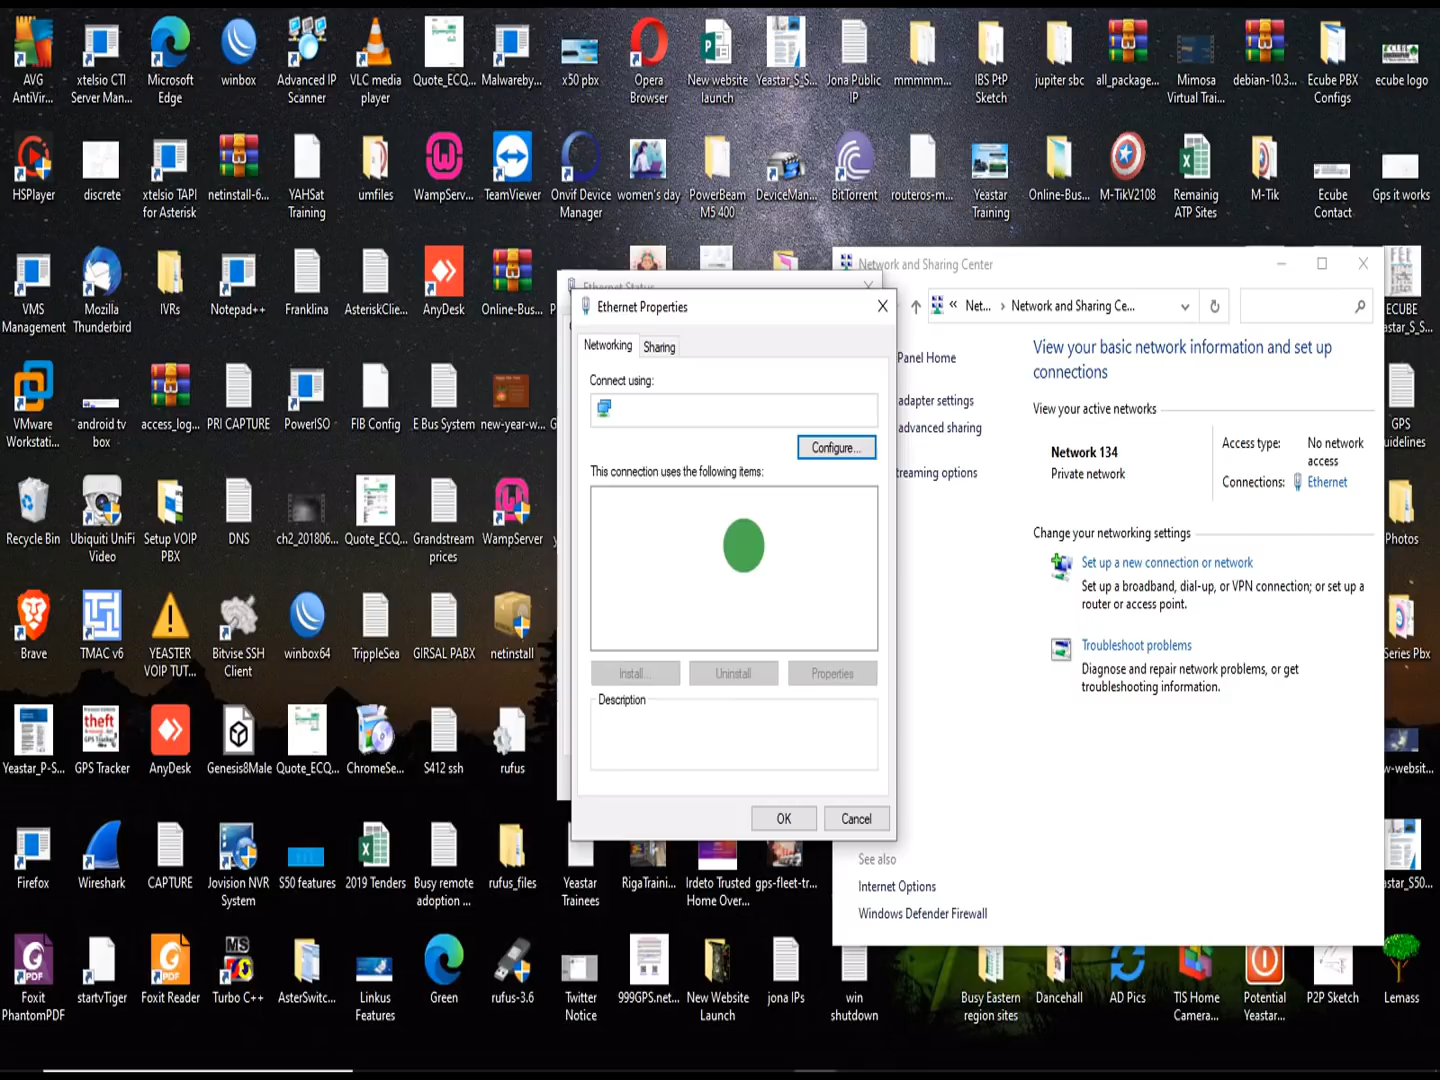 AVG
AntiVir...
xtelsio CTI
Server Man...
Microsoft
Edge
winbox
Advanced IP
Scanner
VLC media
player
Quote_ECQ...
Malwareby...
x50 pbx
Opera
Browser
New website
launch
Yeastar_S_S...
Jona Public
IP
mmmmm...
IBS PtP
Sketch
jupiter sbc
all_package...
Mimosa
Virtual Trai...
debian-10.3...
Ecube PBX
Configs
ecube logo
HSPlayer
discrete
xtelsio TAPI
for Asterisk
netinstall-6...
YAHSat
Training
umfiles
WampServ...
TeamViewer
Onvif Device
Manager
women's day
PowerBeam
M5 400
DeviceMan...
BitTorrent
routeros-m...
Yeastar
Training
Online-Bus...
M-TikV2108
Remainig
ATP Sites
M-Tik
Ecube
Contact
Gps it works
VMS
Management
Mozilla
Thunderbird
IVRs
Notepad++
Franklina
AsteriskClie...
AnyDesk
Online-Bus...
ECUBE
astar_S_S...
VMware
Workstati...
android tv
box
access_log...
PRI CAPTURE
PowerISO
FIB Config
E Bus System
new-year-w...
GPS
uidelines
Recycle Bin
Ubiquiti UniFi
Video
Setup VOIP
PBX
DNS
ch2_201806...
Quote_ECQ...
Grandstream
prices
WampServer
Photos
Brave
TMAC v6
YEASTER
VOIP TUT...
Bitvise SSH
Client
winbox64
TrippleSea
GIRSAL PABX
netinstall
Series Pbx
Yeastar_P-S...
theft
GPS Tracker
AnyDesk
Genesis8Male
Quote_ECQ...
ChromeSe...
S412 ssh
rufus
w-websit...
Firefox
Wireshark
CAPTURE
Jovision NVR
System
S50 features
2019 Tenders
Busy remote
adoption ...
rufus_files
Yeastar
Trainees
RigaTraini...
Irdeto Trusted
Home Over...
gps-fleet-tr...
astar_S50...
PDF
Foxit
PhantomPDF
startvTiger
PDF
Foxit Reader
MS
Turbo C++
AsterSwitc...
Linkus
Features
Green
rufus-3.6
Twitter
Notice
999GPS.net...
New Website
Launch
jona IPs
win
shutdown
Busy Eastern
region sites
Dancehall
AD Pics
TIS Home
Camera...
Potential
Yeastar...
P2P Sketch
Lemass
Ethernet Status
Ethernet Properties
Networking
Sharing
Connect using:
Configure...
This connection uses the following items:
Install...
Uninstall
Properties
Description
OK
Cancel
Network and Sharing Center
« Net... › Network and Sharing Ce...
Panel Home
adapter settings
advanced sharing
treaming options
View your basic network information and set up
connections
View your active networks
Network 134
Private network
Access type:
No network
access
Connections:
Ethernet
Change your networking settings
Set up a new connection or network
Set up a broadband, dial-up, or VPN connection; or set up a
router or access point.
Troubleshoot problems
Diagnose and repair network problems, or get
troubleshooting information.
See also
Internet Options
Windows Defender Firewall